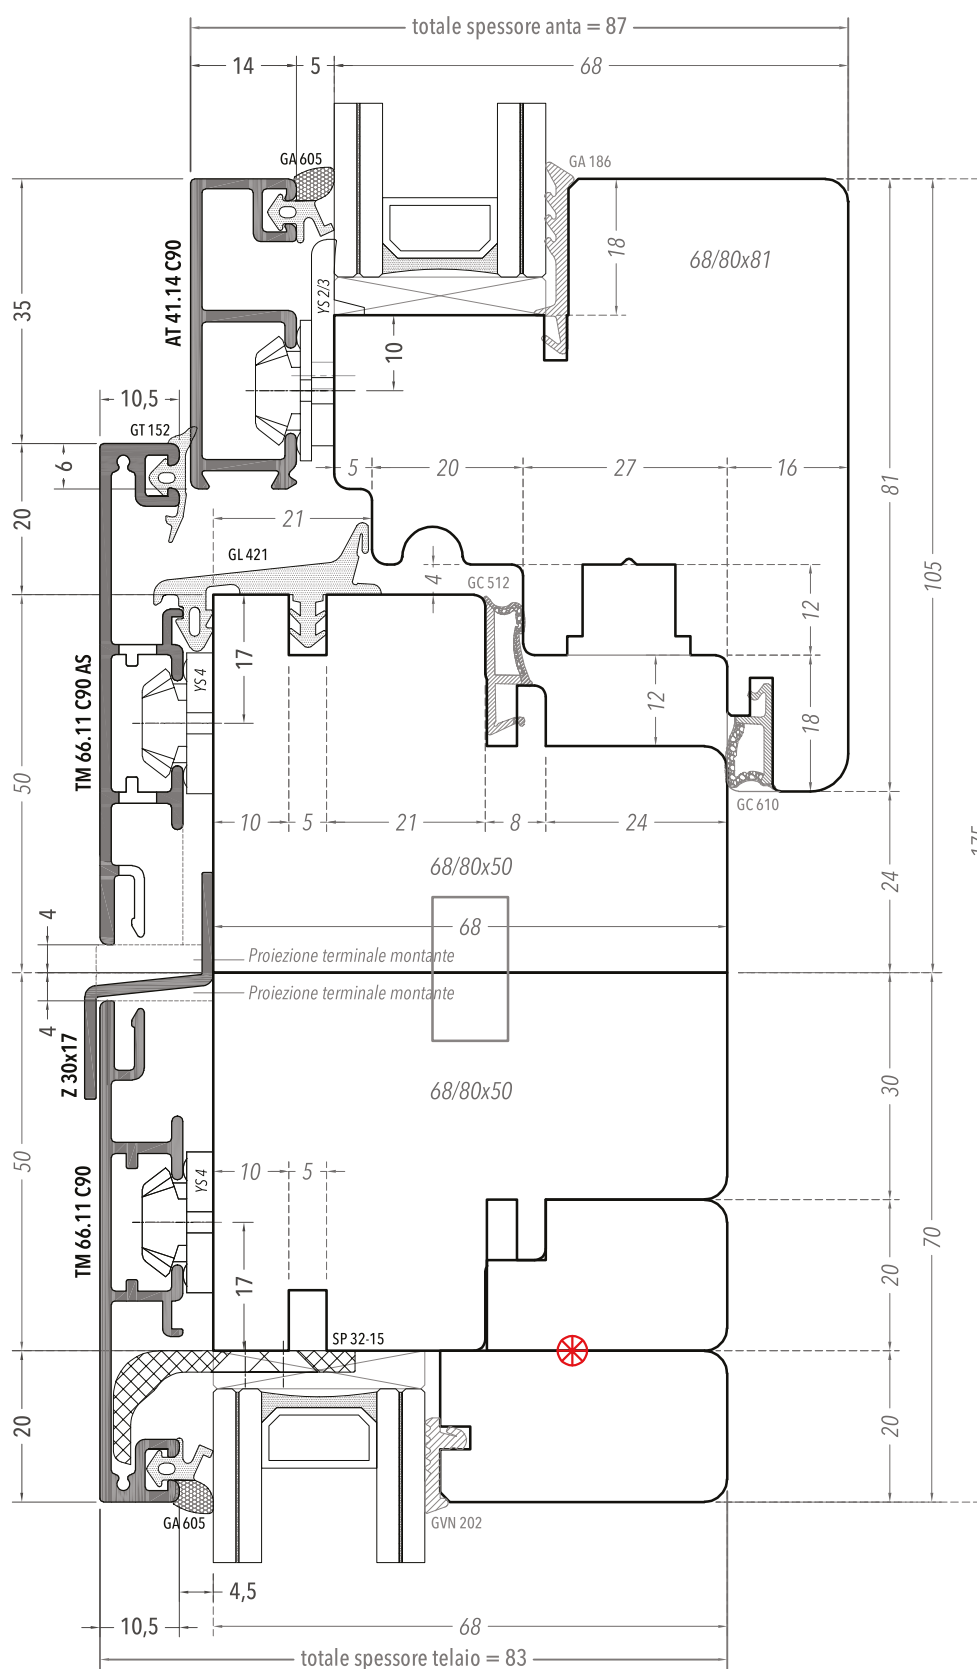 totale spessore anta = 87
14
5
68
GA 605
GA 186
18
68/80x81
AT 41.14 C90
YS 2/3
35
10
10,5
GT 152
6
5
20
27
16
81
20
21
GL 421
4
GC 512
12
105
17
YS 4
TM 66.11 C90 AS
12
18
50
GC 610
10
5
21
8
24
68/80x50
24
4
68
Proiezione terminale montante
Proiezione terminale montante
4
Z 30x17
68/80x50
30
50
10
5
YS 4
TM 66.11 C90
17
70
20
SP 32-15
20
20
GA 605
GVN 202
4,5
10,5
68
totale spessore telaio = 83